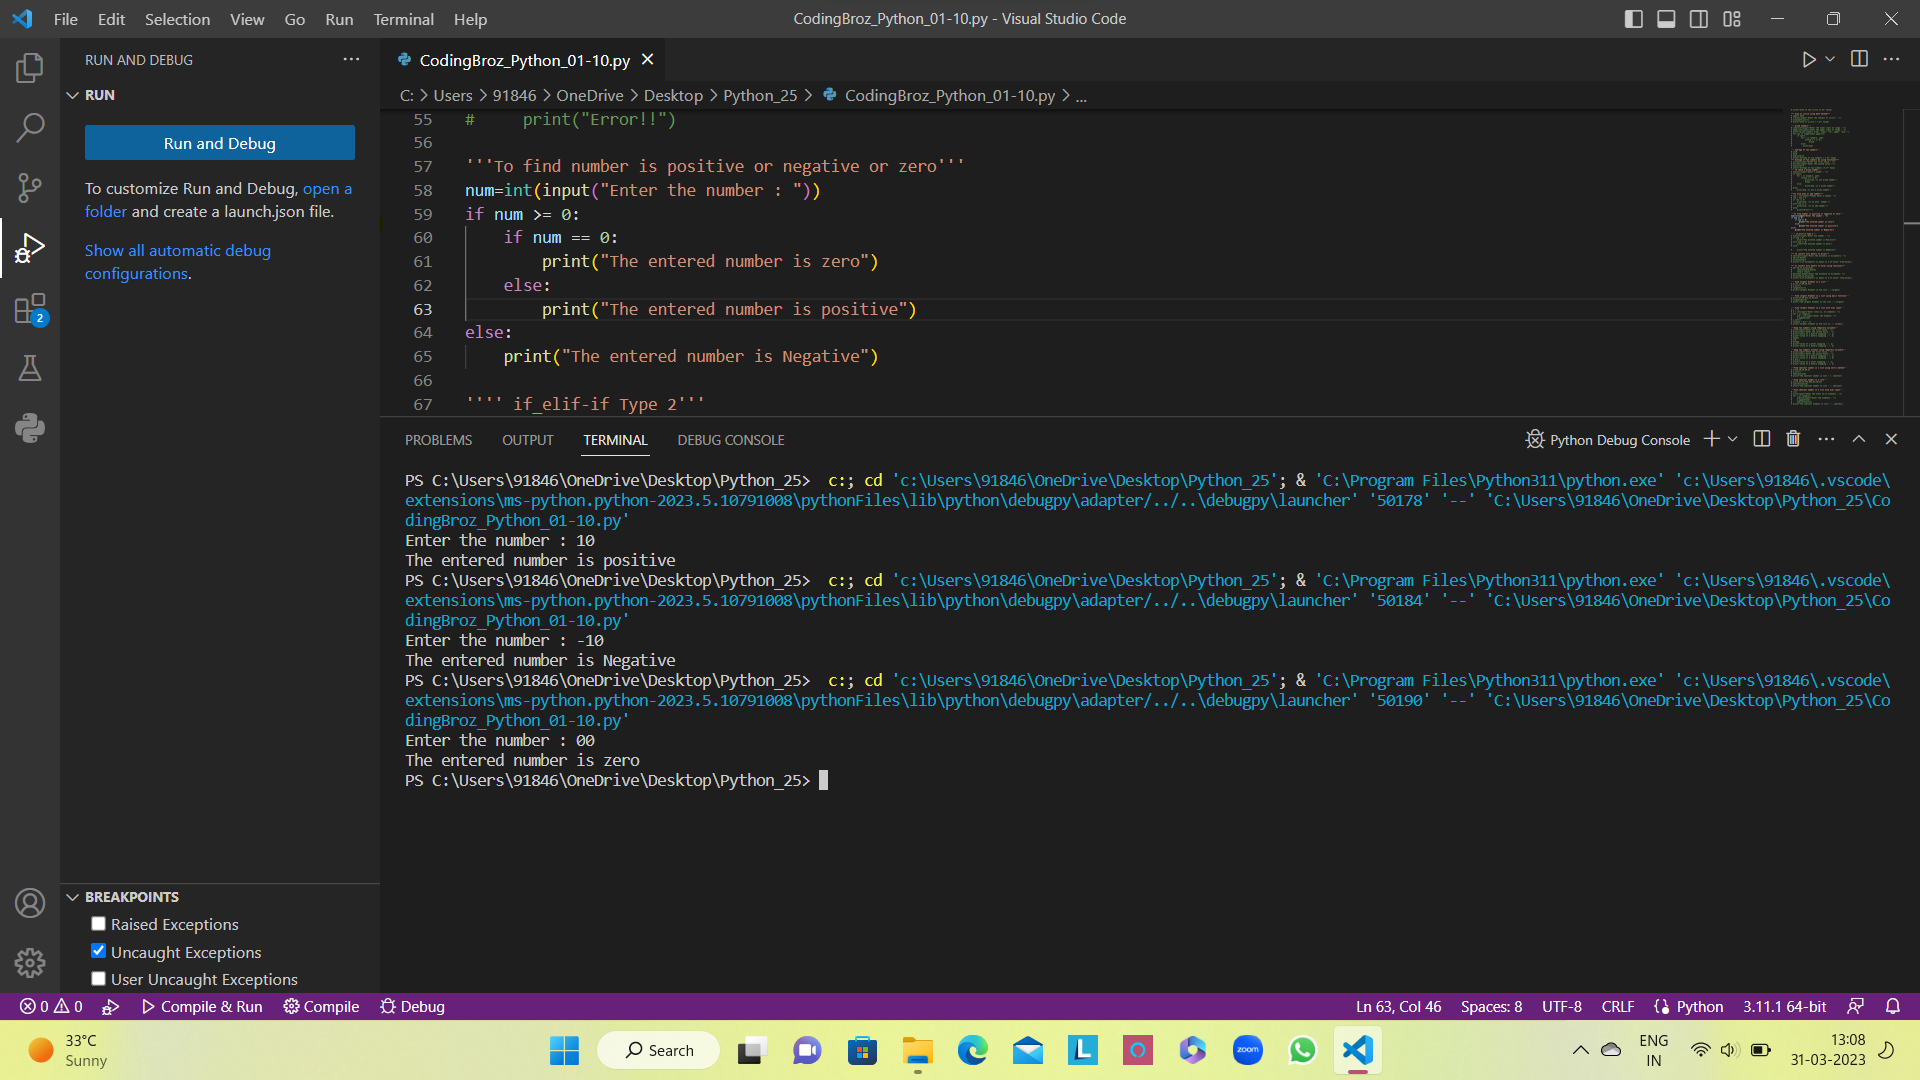 File Edit Selection View Go Run Terminal Help
CodingBroz_Python_01-10.py - Visual Studio Code
RUN AND DEBUG
RUN
Run and Debug
To customize Run and Debug, open a
folder and create a launch.json file.
Show all automatic debug
configurations.
2
CodingBroz_Python_01-10.py
C: > Users > 91846 > OneDrive > Desktop > Python_25 > CodingBroz_Python_01-10.py > ...
55 #     print("Error!!")
56
57 '''To find number is positive or negative or zero'''
58 num=int(input("Enter the number : "))
59 if num >= 0:
60     if num == 0:
61         print("The entered number is zero")
62     else:
63         print("The entered number is positive")
64 else:
65     print("The entered number is Negative")
66
67 '''' if_elif-if Type 2'''
PROBLEMS OUTPUT TERMINAL DEBUG CONSOLE
Python Debug Console
PS C:\Users\91846\OneDrive\Desktop\Python_25>  c:; cd 'c:\Users\91846\OneDrive\Desktop\Python_25'; & 'C:\Program Files\Python311\python.exe' 'c:\Users\91846\.vscode\
extensions\ms-python.python-2023.5.10791008\pythonFiles\lib\python\debugpy\adapter/../..\debugpy\launcher' '50178' '--' 'C:\Users\91846\OneDrive\Desktop\Python_25\Co
dingBroz_Python_01-10.py'
Enter the number : 10
The entered number is positive
PS C:\Users\91846\OneDrive\Desktop\Python_25>  c:; cd 'c:\Users\91846\OneDrive\Desktop\Python_25'; & 'C:\Program Files\Python311\python.exe' 'c:\Users\91846\.vscode\
extensions\ms-python.python-2023.5.10791008\pythonFiles\lib\python\debugpy\adapter/../..\debugpy\launcher' '50184' '--' 'C:\Users\91846\OneDrive\Desktop\Python_25\Co
dingBroz_Python_01-10.py'
Enter the number : -10
The entered number is Negative
PS C:\Users\91846\OneDrive\Desktop\Python_25>  c:; cd 'c:\Users\91846\OneDrive\Desktop\Python_25'; & 'C:\Program Files\Python311\python.exe' 'c:\Users\91846\.vscode\
extensions\ms-python.python-2023.5.10791008\pythonFiles\lib\python\debugpy\adapter/../..\debugpy\launcher' '50190' '--' 'C:\Users\91846\OneDrive\Desktop\Python_25\Co
dingBroz_Python_01-10.py'
Enter the number : 00
The entered number is zero
PS C:\Users\91846\OneDrive\Desktop\Python_25>
BREAKPOINTS
Raised Exceptions
Uncaught Exceptions
User Uncaught Exceptions
0 0 Compile & Run Compile Debug
Ln 63, Col 46 Spaces: 8 UTF-8 CRLF Python 3.11.1 64-bit
33°C
Sunny
Search
zoom
ENG
IN
13:08
31-03-2023